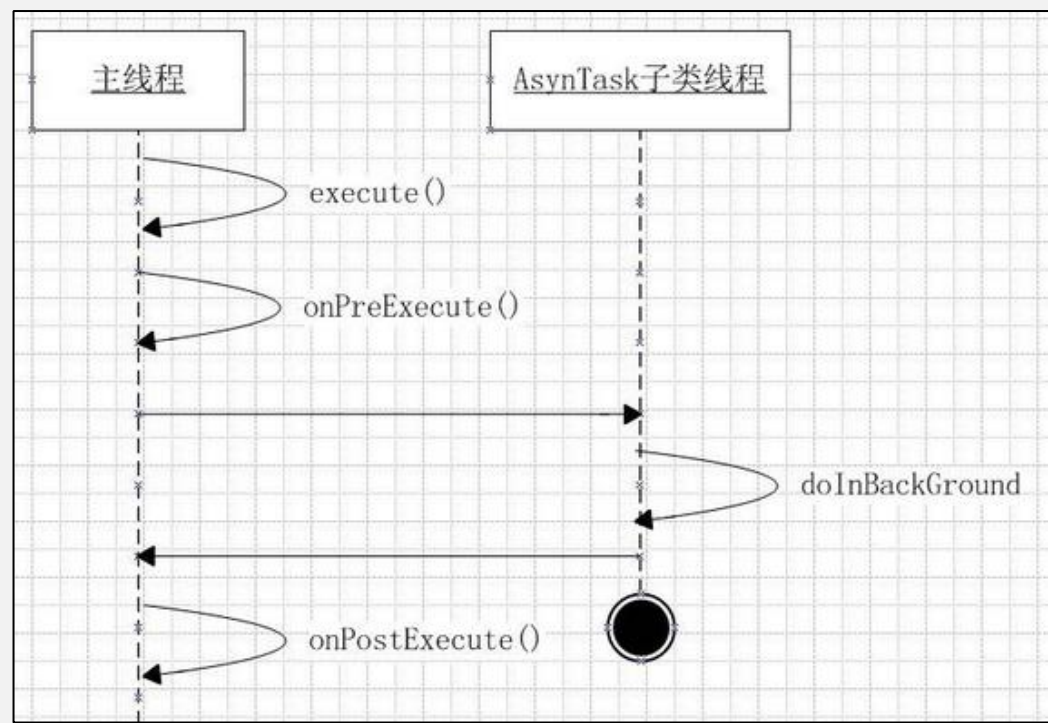 主线程
AsynTask子类线程
execute()
onPreExecute()
doInBackGround
onPostExecute()